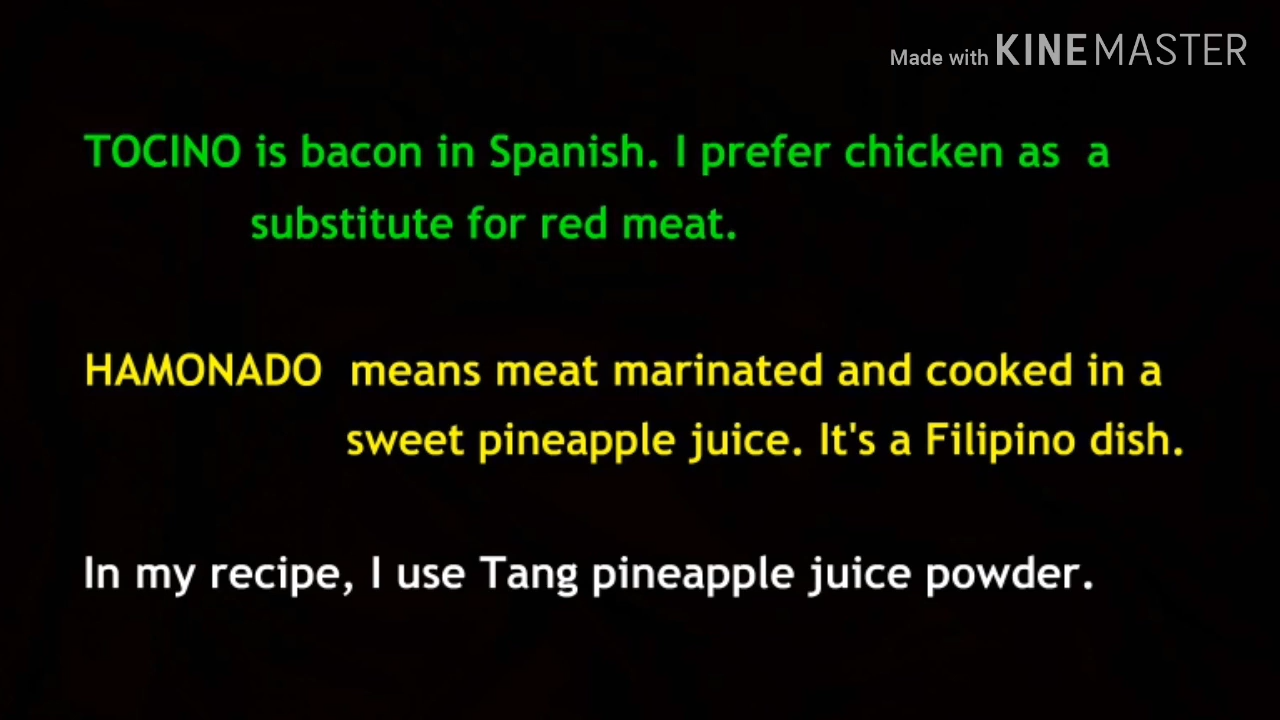 Made with KINEMASTER
TOCINO is bacon in Spanish. I prefer chicken as a
substitute for red meat.
HAMONADO means meat marinated and cooked in a
sweet pineapple juice. It's a Filipino dish.
In my recipe, I use Tang pineapple juice powder.